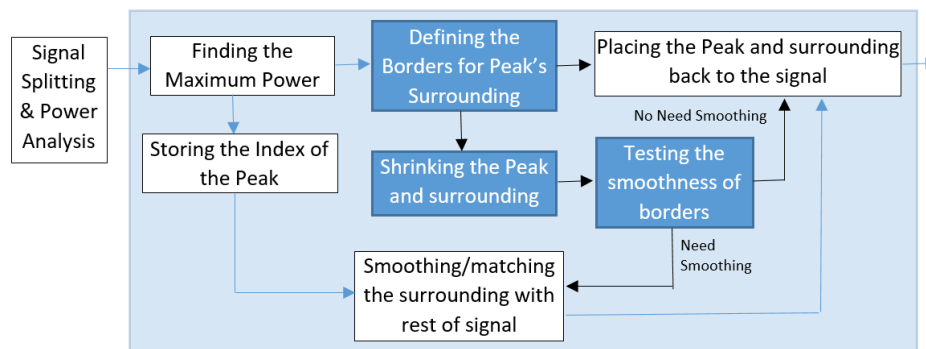 Signal
Splitting
& Power
Analysis
Finding the
Maximum Power
Defining the
Borders for Peak's
Surrounding
Placing the Peak and surrounding
back to the signal
No Need Smoothing
Storing the Index of
the Peak
Shrinking the Peak
and surrounding
Testing the
smoothness of
borders
Need
Smoothing
Smoothing/matching
the surrounding with
rest of signal